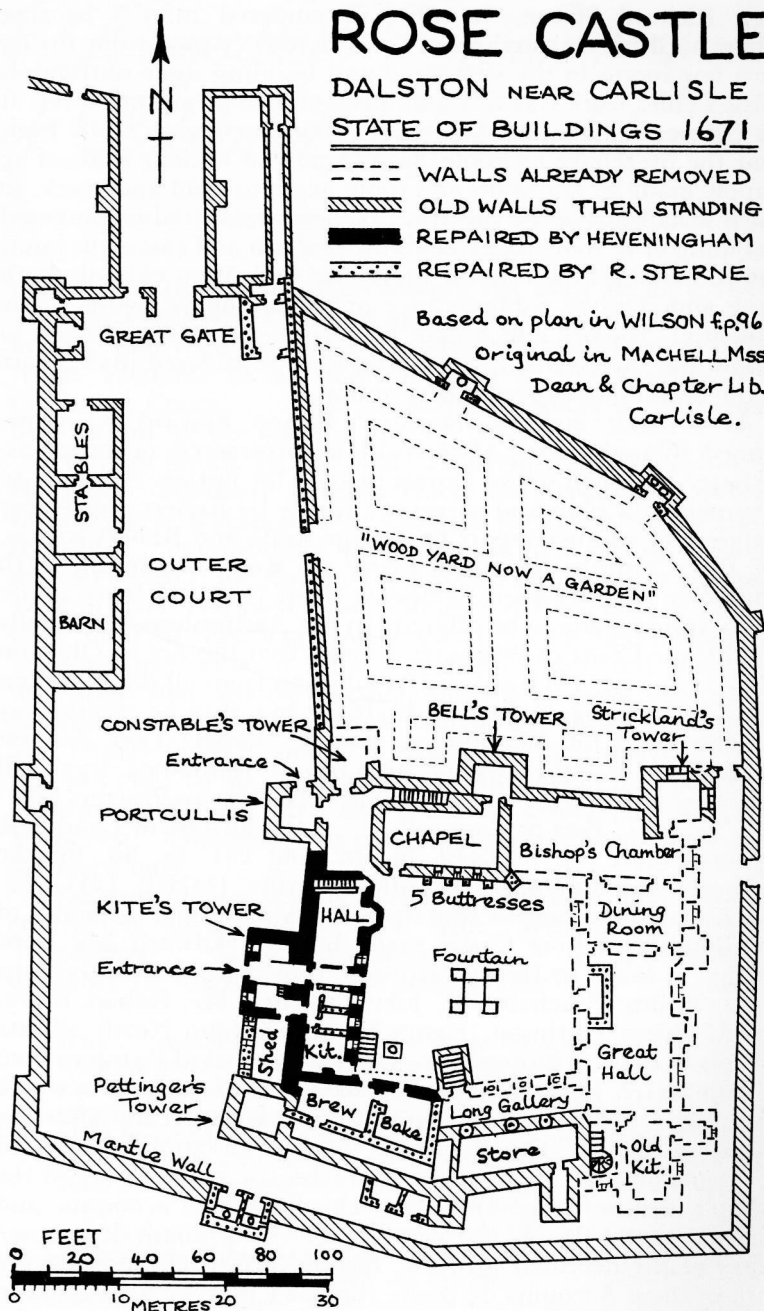 ROSE CASTLE
DALSTON NEAR CARLISLE
STATE OF BUILDINGS 1671
WALLS ALREADY REMOVED
OLD WALLS THEN STANDING
REPAIRED BY HEVENINGHAM
REPAIRED BY R. STERNE
Based on plan in WILSON f.p.96
Original in MACHELL Mss
Dean & Chapter Lib.
Carlisle.
N
GREAT GATE
STABLES
"WOOD YARD NOW A GARDEN"
OUTER
COURT
BARN
CONSTABLE'S TOWER
BELL'S TOWER
Strickland's
Tower
Entrance
PORTCULLIS
CHAPEL
Bishop's Chamber
5 Buttresses
HALL
Dining
Room
KITE'S TOWER
Entrance
Fountain
Shed
Kit.
Great
Hall
Pettinger's
Tower
Brew
Bake
Long Gallery
Store
Old
Kit.
Mantle Wall
FEET
0 20 40 60 80 100
0 10 20 30
METRES